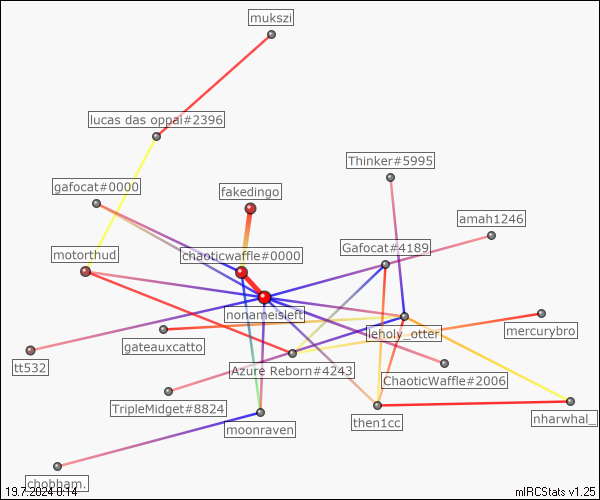 mukszi
lucas das oppai#2396
Thinker#5995
gafocat#0000
fakedingo
amah1246
Gafocat#4189
motorthud
chaoticwaffle#0000
nonameisleft
leholy_otter
mercurybro
gateauxcatto
tt532
Azure Reborn#4243
ChaoticWaffle#2006
TripleMidget#8824
then1cc
nharwhal_
moonraven
chobham.
19.7.2024 0:14
mIRCStats v1.25